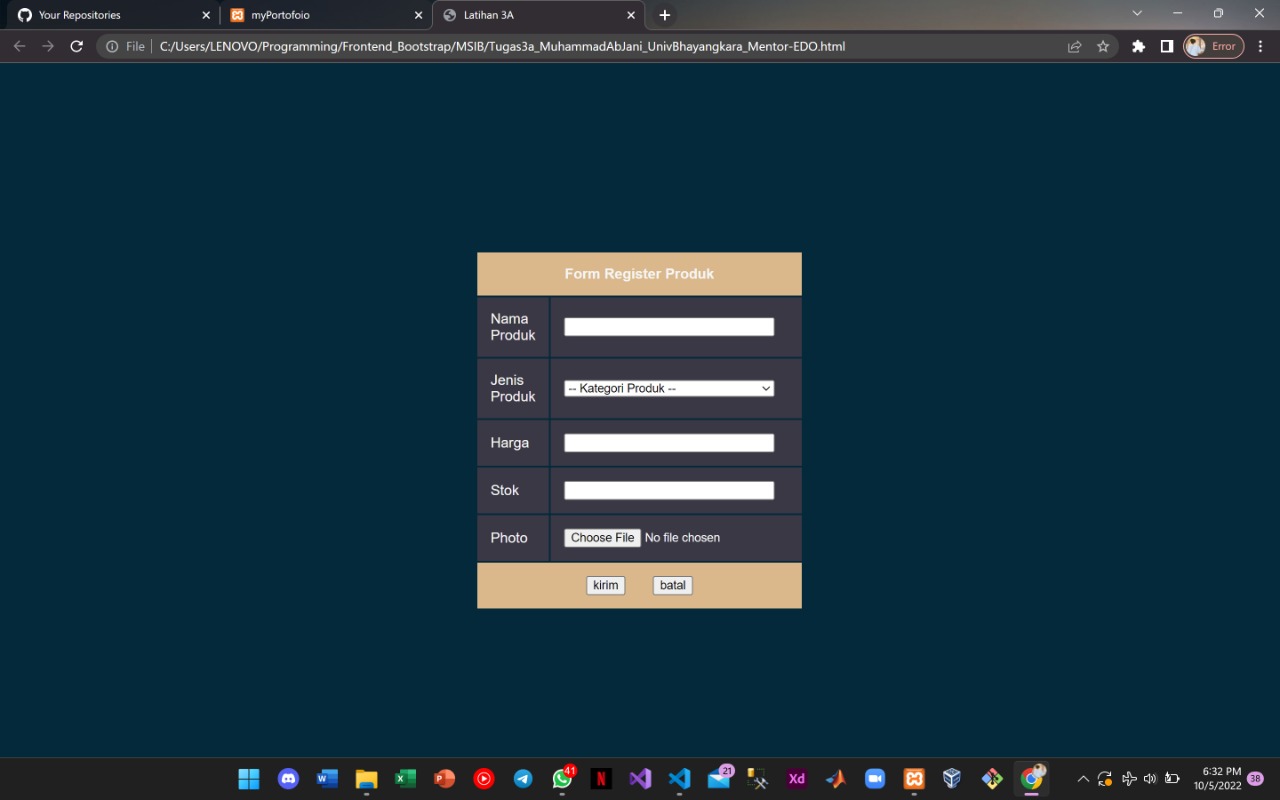 Your Repositories
myPortofoio
Latihan 3A
File
C:/Users/LENOVO/Programming/Frontend_Bootstrap/MSIB/Tugas3a_MuhammadAbJani_UnivBhayangkara_Mentor-EDO.html
Error
Form Register Produk
Nama
Produk
Jenis
Produk
-- Kategori Produk --
Harga
Stok
Photo
Choose File No file chosen
kirim
batal
41
21
Xd
6:32 PM
10/5/2022
38